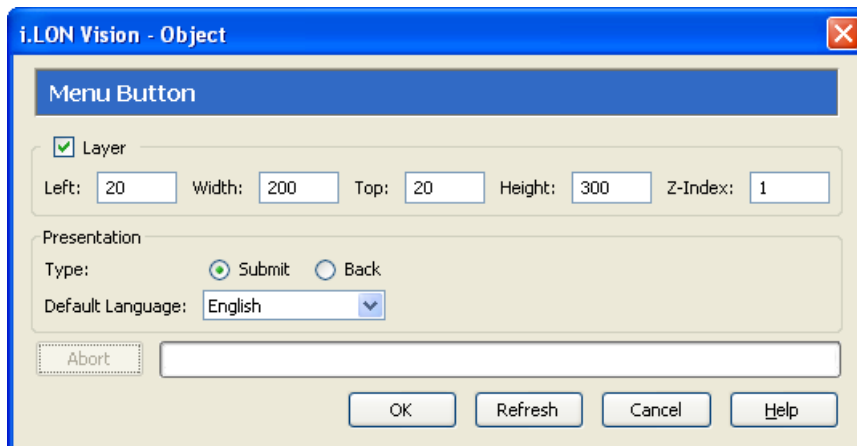 i.LON Vision - Object
Menu Button
Layer
Left: 20 Width: 200 Top: 20 Height: 300 Z-Index: 1
Presentation
Type: Submit Back
Default Language: English
Abort
OK Refresh Cancel Help